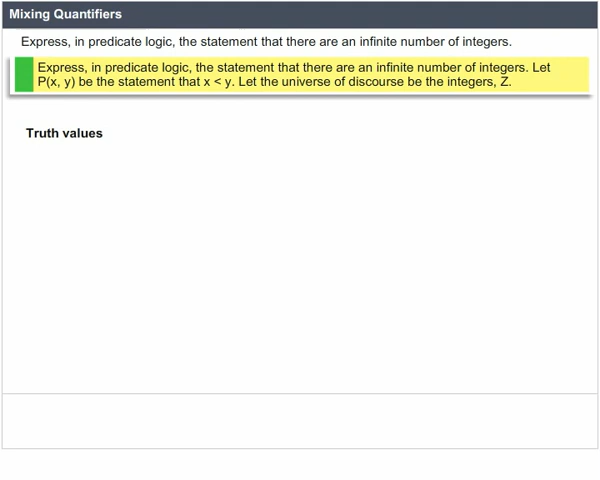 Mixing Quantifiers
Express, in predicate logic, the statement that there are an infinite number of integers.
Express, in predicate logic, the statement that there are an infinite number of integers. Let
P(x, y) be the statement that x < y. Let the universe of discourse be the integers, Z.
Truth values